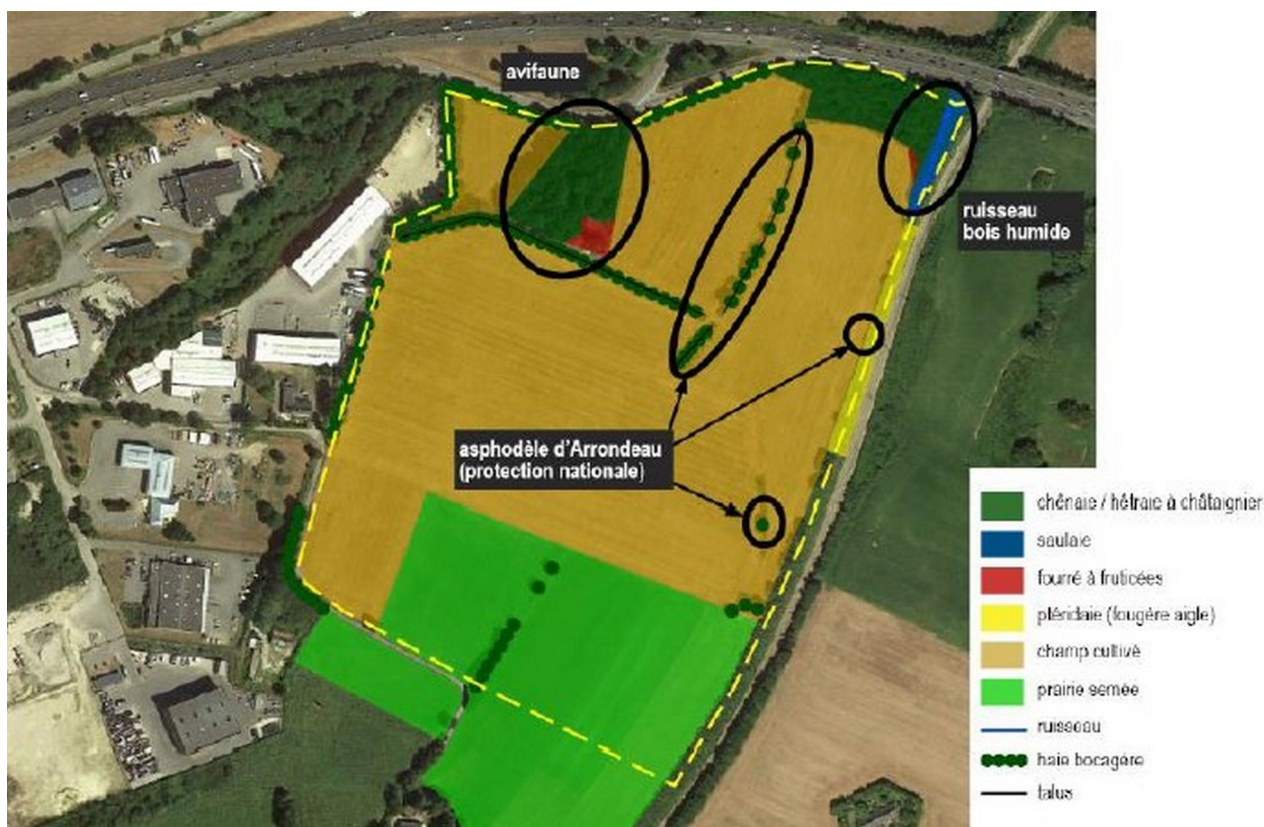 avifaune
ruisseau
bois humide
asphodèle d'Arrondeau
(protection nationale)
chênaie / hêtraie à châtaignier
saulaie
fourré à fruticées
ptéridaie (fougère aigle)
champ cultivé
prairie semée
ruisseau
haie bocagère
talus